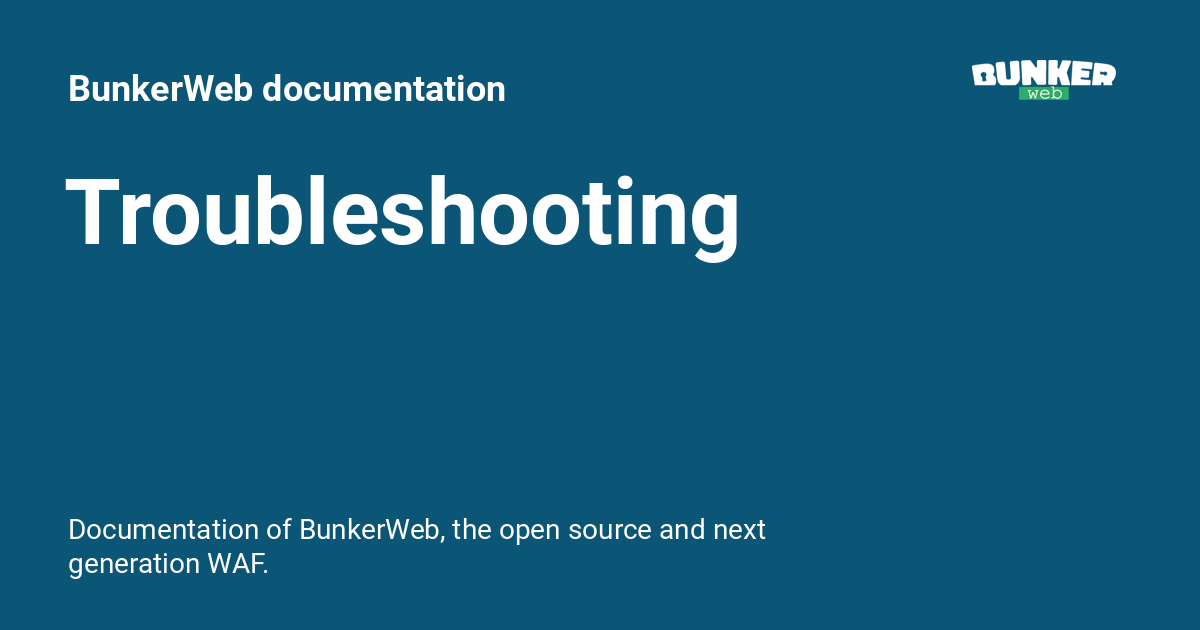 BunkerWeb documentation
BUNKER
web
Troubleshooting
Documentation of BunkerWeb, the open source and next
generation WAF.